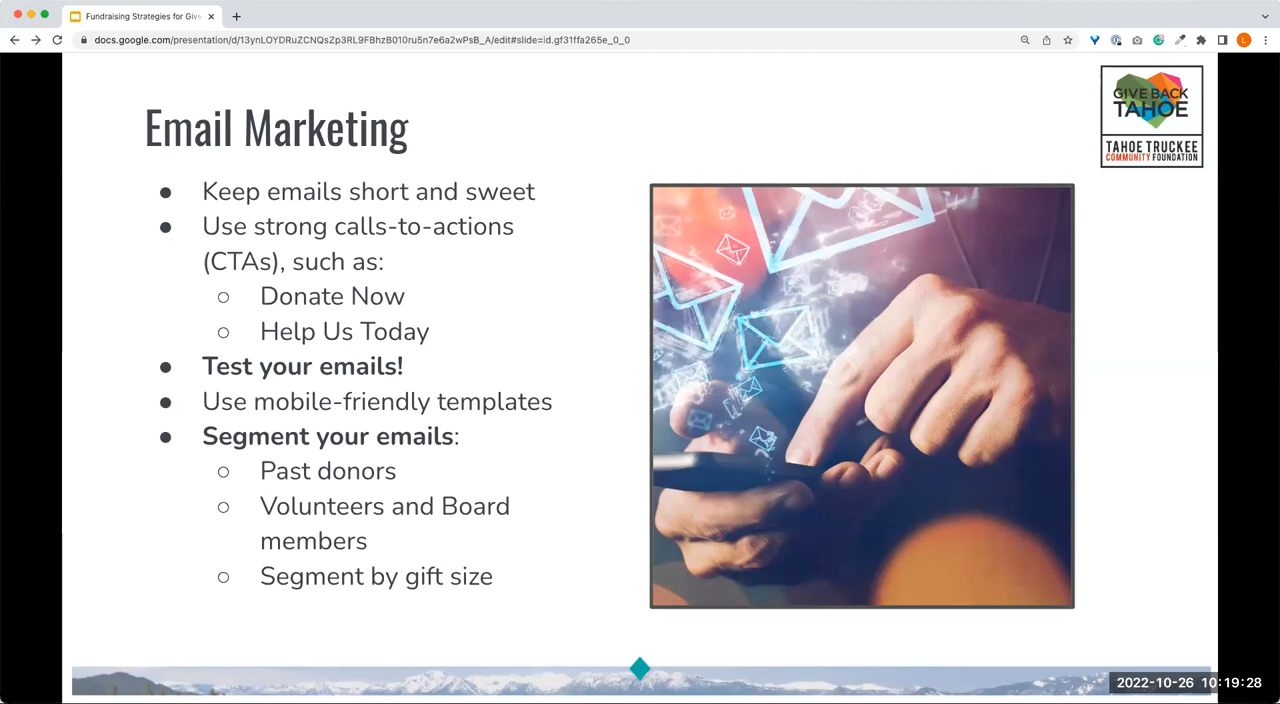 Fundraising Strategies for Give
docs.google.com/presentation/d/13ynLOYDRuZCNQsZp3RL9FBhzB010ru5n7e6a2wPsB_A/edit#slide=id.gf31ffa265e_0_0
L
GIVE BACK
TAHOE
TAHOE TRUCKEE
COMMUNITY FOUNDATION
Email Marketing
● Keep emails short and sweet
● Use strong calls-to-actions
(CTAs), such as:
○ Donate Now
○ Help Us Today
● Test your emails!
● Use mobile-friendly templates
● Segment your emails:
○ Past donors
○ Volunteers and Board
members
○ Segment by gift size
2022-10-26 10:19:28